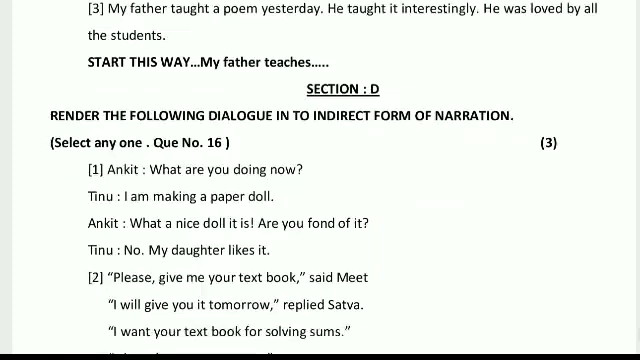 [3] My father taught a poem yesterday. He taught it interestingly. He was loved by all
the students.
START THIS WAY...My father teaches.....
SECTION : D
RENDER THE FOLLOWING DIALOGUE IN TO INDIRECT FORM OF NARRATION.
(Select any one . Que No. 16 ) (3)
[1] Ankit : What are you doing now?
Tinu : I am making a paper doll.
Ankit : What a nice doll it is! Are you fond of it?
Tinu : No. My daughter likes it.
[2] “Please, give me your text book,” said Meet
“I will give you it tomorrow,” replied Satva.
“I want your text book for solving sums.”